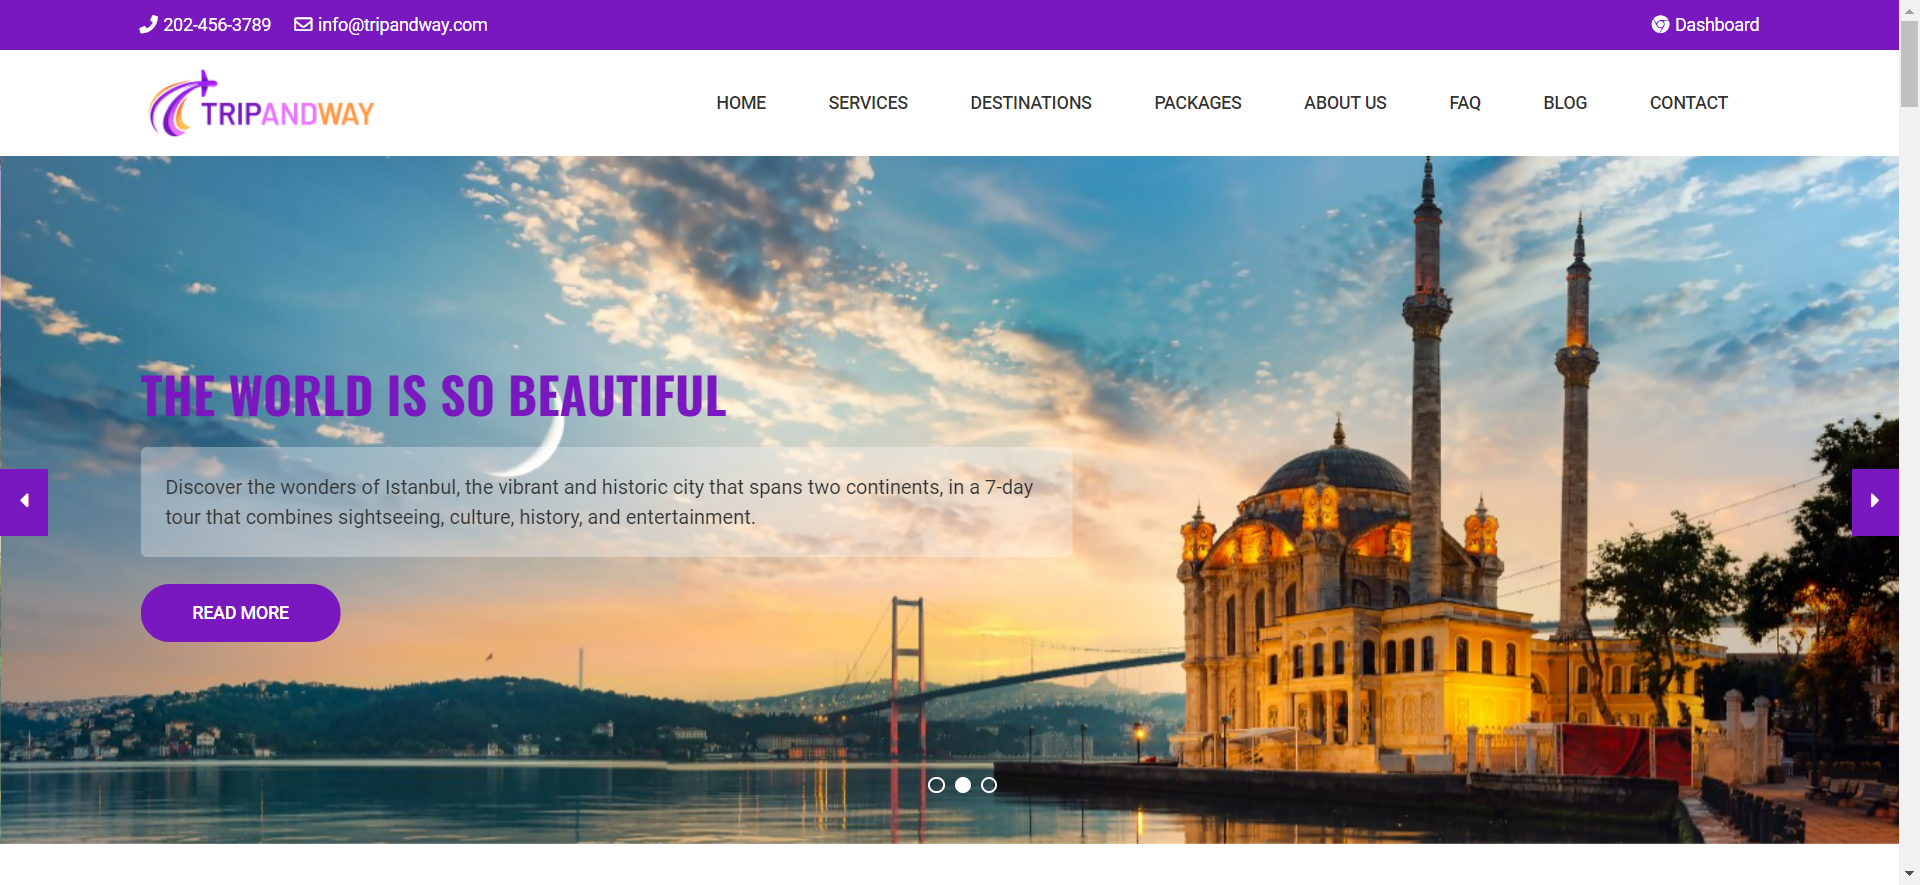 202-456-3789 info@tripandway.com Dashboard
TRIPANDWAY
HOME SERVICES DESTINATIONS PACKAGES ABOUT US FAQ BLOG CONTACT
THE WORLD IS SO BEAUTIFUL
Discover the wonders of Istanbul, the vibrant and historic city that spans two continents, in a 7-day
tour that combines sightseeing, culture, history, and entertainment.
READ MORE